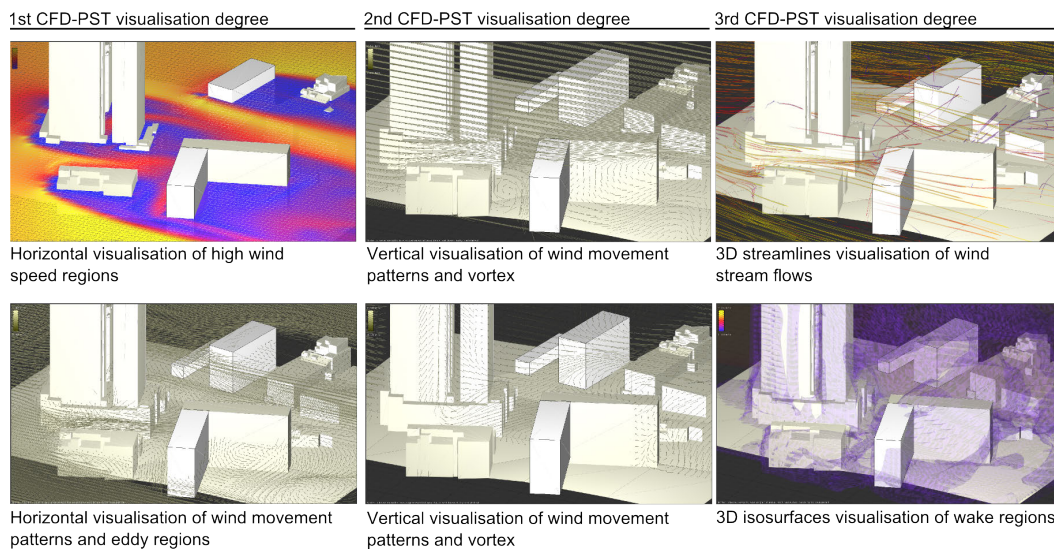 1st CFD-PST visualisation degree
2nd CFD-PST visualisation degree
3rd CFD-PST visualisation degree
Horizontal visualisation of high wind
speed regions
Vertical visualisation of wind movement
patterns and vortex
3D streamlines visualisation of wind
stream flows
Horizontal visualisation of wind movement
patterns and eddy regions
Vertical visualisation of wind movement
patterns and vortex
3D isosurfaces visualisation of wake regions